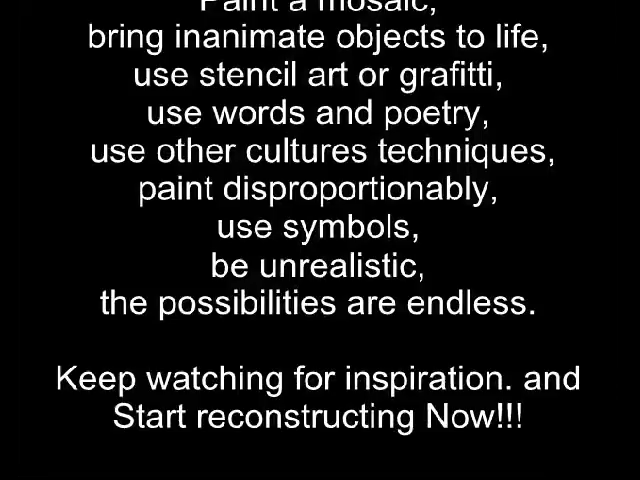 Paint a mosaic,
bring inanimate objects to life,
use stencil art or grafitti,
use words and poetry,
use other cultures techniques,
paint disproportionably,
use symbols,
be unrealistic,
the possibilities are endless.
Keep watching for inspiration. and
Start reconstructing Now!!!